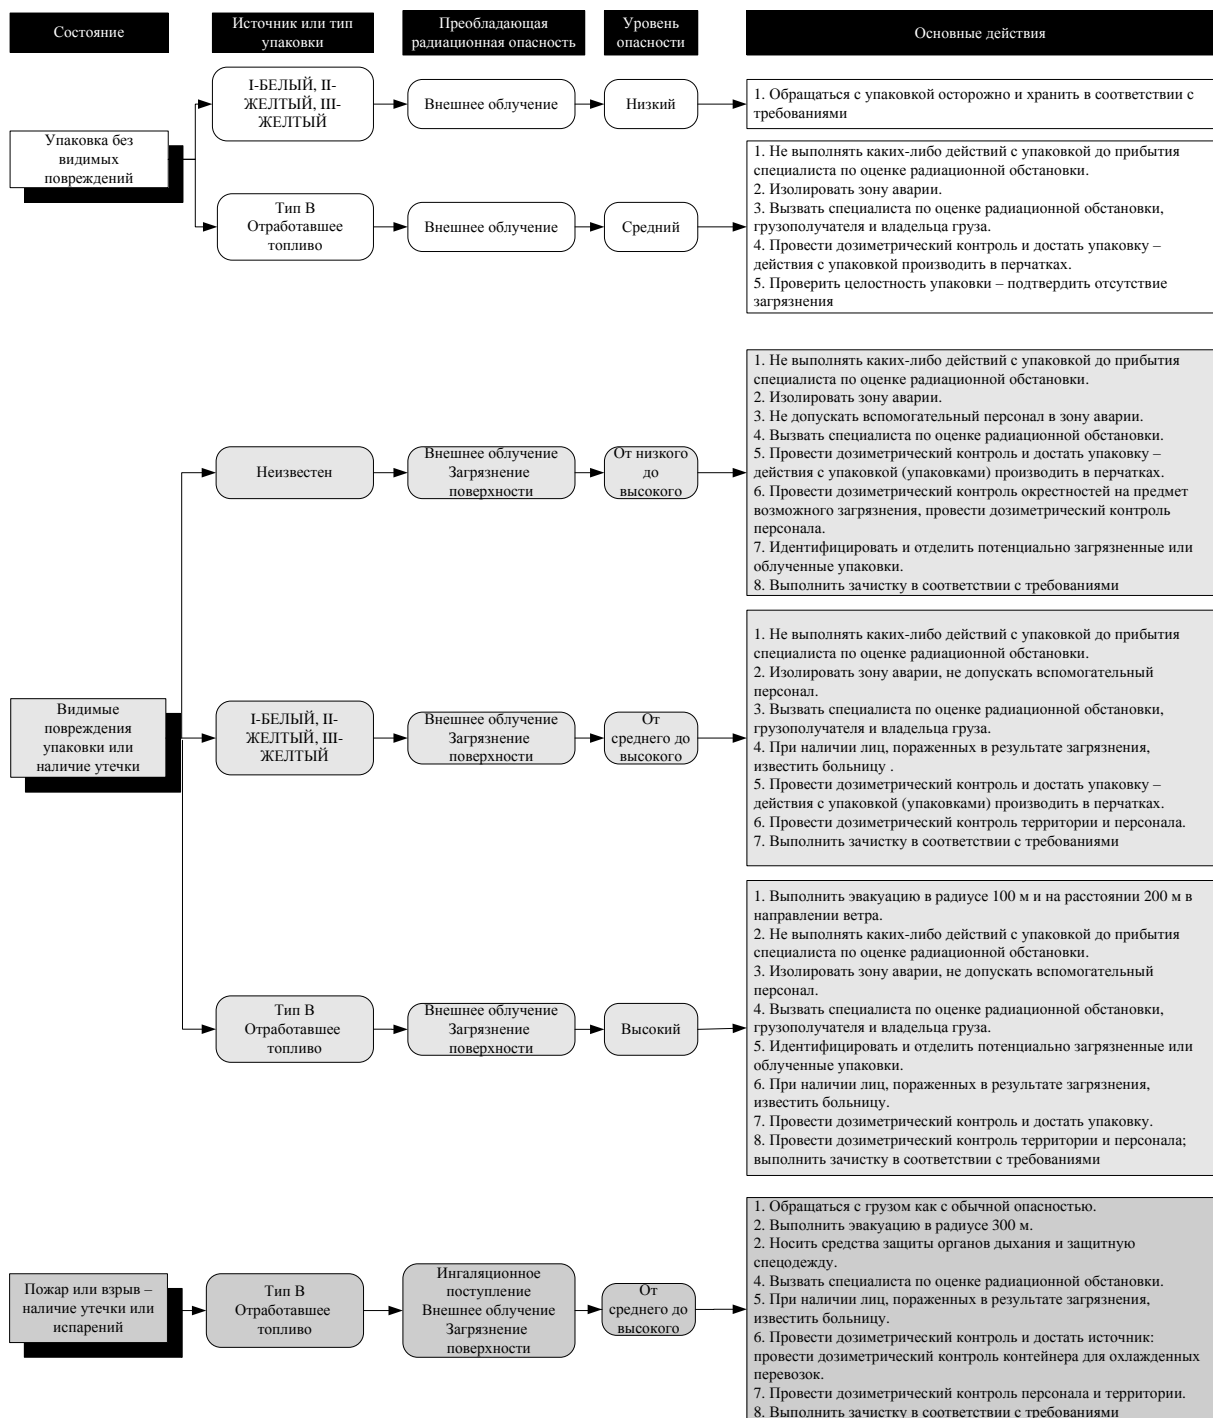 Состояние
Источник или тип
упаковки
Преобладающая
радиационная опасность
Уровень
опасности
Основные действия
Упаковка без
видимых
повреждений
I-БЕЛЫЙ, II-
ЖЕЛТЫЙ, III-
ЖЕЛТЫЙ
Внешнее облучение
Низкий
1. Обращаться с упаковкой осторожно и хранить в соответствии с
требованиями
Тип В
Отработавшее
топливо
Внешнее облучение
Средний
1. Не выполнять каких-либо действий с упаковкой до прибытия
специалиста по оценке радиационной обстановки.
2. Изолировать зону аварии.
3. Вызвать специалиста по оценке радиационной обстановки,
грузополучателя и владельца груза.
4. Провести дозиметрический контроль и достать упаковку –
действия с упаковкой производить в перчатках.
5. Проверить целостность упаковки – подтвердить отсутствие
загрязнения
Видимые
повреждения
упаковки или
наличие утечки
Неизвестен
Внешнее облучение
Загрязнение
поверхности
От низкого
до
высокого
1. Не выполнять каких-либо действий с упаковкой до прибытия
специалиста по оценке радиационной обстановки.
2. Изолировать зону аварии.
3. Не допускать вспомогательный персонал в зону аварии.
4. Вызвать специалиста по оценке радиационной обстановки.
5. Провести дозиметрический контроль и достать упаковку –
действия с упаковкой (упаковками) производить в перчатках.
6. Провести дозиметрический контроль окрестностей на предмет
возможного загрязнения, провести дозиметрический контроль
персонала.
7. Идентифицировать и отделить потенциально загрязненные или
облученные упаковки.
8. Выполнить зачистку в соответствии с требованиями
I-БЕЛЫЙ, II-
ЖЕЛТЫЙ, III-
ЖЕЛТЫЙ
Внешнее облучение
Загрязнение
поверхности
От
среднего до
высокого
1. Не выполнять каких-либо действий с упаковкой до прибытия
специалиста по оценке радиационной обстановки.
2. Изолировать зону аварии, не допускать вспомогательный
персонал.
3. Вызвать специалиста по оценке радиационной обстановки,
грузополучателя и владельца груза.
4. При наличии лиц, пораженных в результате загрязнения,
известить больницу .
5. Провести дозиметрический контроль и достать упаковку –
действия с упаковкой (упаковками) производить в перчатках.
6. Провести дозиметрический контроль территории и персонала.
7. Выполнить зачистку в соответствии с требованиями
Тип В
Отработавшее
топливо
Внешнее облучение
Загрязнение
поверхности
Высокий
1. Выполнить эвакуацию в радиусе 100 м и на расстоянии 200 м в
направлении ветра.
2. Не выполнять каких-либо действий с упаковкой до прибытия
специалиста по оценке радиационной обстановки.
3. Изолировать зону аварии, не допускать вспомогательный
персонал.
4. Вызвать специалиста по оценке радиационной обстановки,
грузополучателя и владельца груза.
5. Идентифицировать и отделить потенциально загрязненные или
облученные упаковки.
6. При наличии лиц, пораженных в результате загрязнения,
известить больницу.
7. Провести дозиметрический контроль и достать упаковку.
8. Провести дозиметрический контроль территории и персонала;
выполнить зачистку в соответствии с требованиями
Пожар или взрыв –
наличие утечки или
испарений
Тип В
Отработавшее
топливо
Ингаляционное
поступление
Внешнее облучение
Загрязнение
поверхности
От
среднего до
высокого
1. Обращаться с грузом как с обычной опасностью.
2. Выполнить эвакуацию в радиусе 300 м.
2. Носить средства защиты органов дыхания и защитную
спецодежду.
4. Вызвать специалиста по оценке радиационной обстановки.
5. При наличии лиц, пораженных в результате загрязнения,
известить больницу.
6. Провести дозиметрический контроль и достать источник:
провести дозиметрический контроль контейнера для охлажденных
перевозок.
7. Провести дозиметрический контроль персонала и территории.
8. Выполнить зачистку в соответствии с требованиями